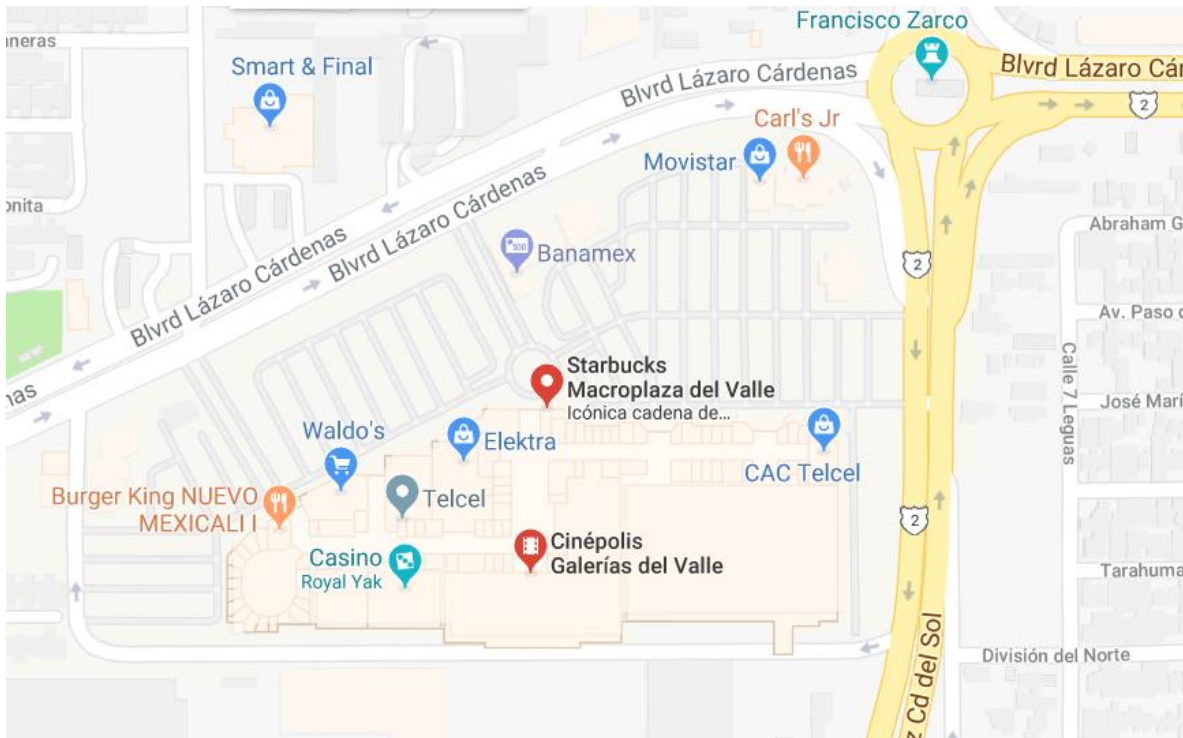 Francisco Zarco
neras
Smart & Final
Blvrd Lázaro Cárdenas
Blvrd Lázaro Cár
2
Carl's Jr
Movistar
onita
Abraham G
Blvrd Lázaro Cárdenas
Blvrd Lázaro Cárdenas
Banamex
2
Av. Paso d
Calle 7 Leguas
Starbucks
Macroplaza del Valle
Icónica cadena de...
nas
José Marí
Waldo's
Elektra
CAC Telcel
Burger King NUEVO
MEXICALI I
Telcel
2
Cinépolis
Galerías del Valle
Casino
Royal Yak
Tarahuma
División del Norte
z Cd del Sol